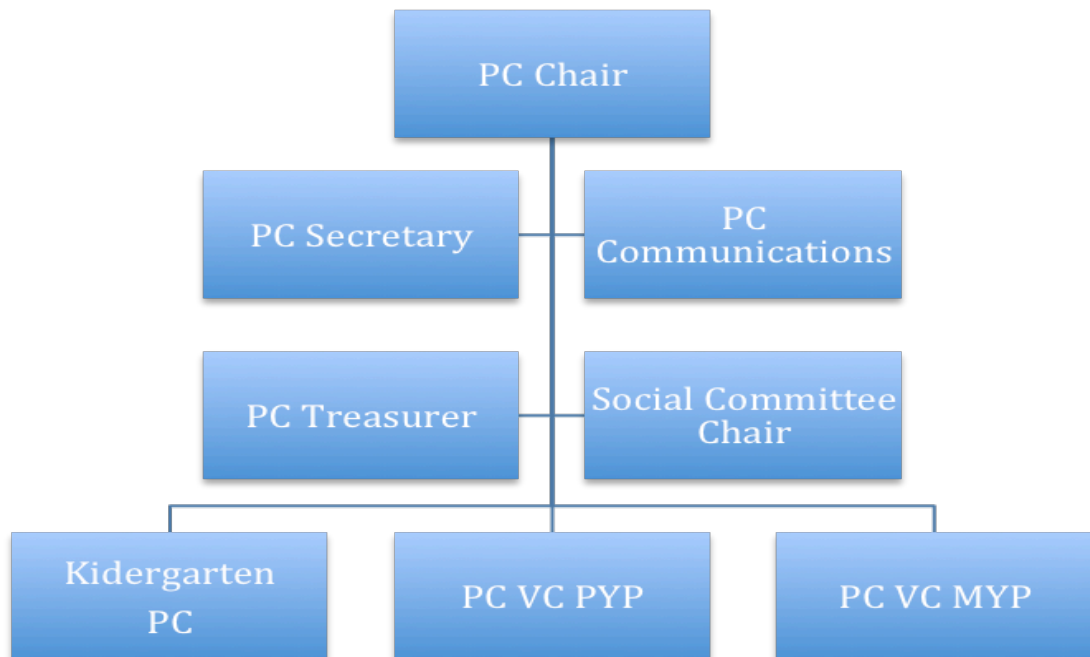 PC Chair
PC Secretary
PC
Communications
PC Treasurer
Social Committee
Chair
Kidergarten
PC
PC VC PYP
PC VC MYP